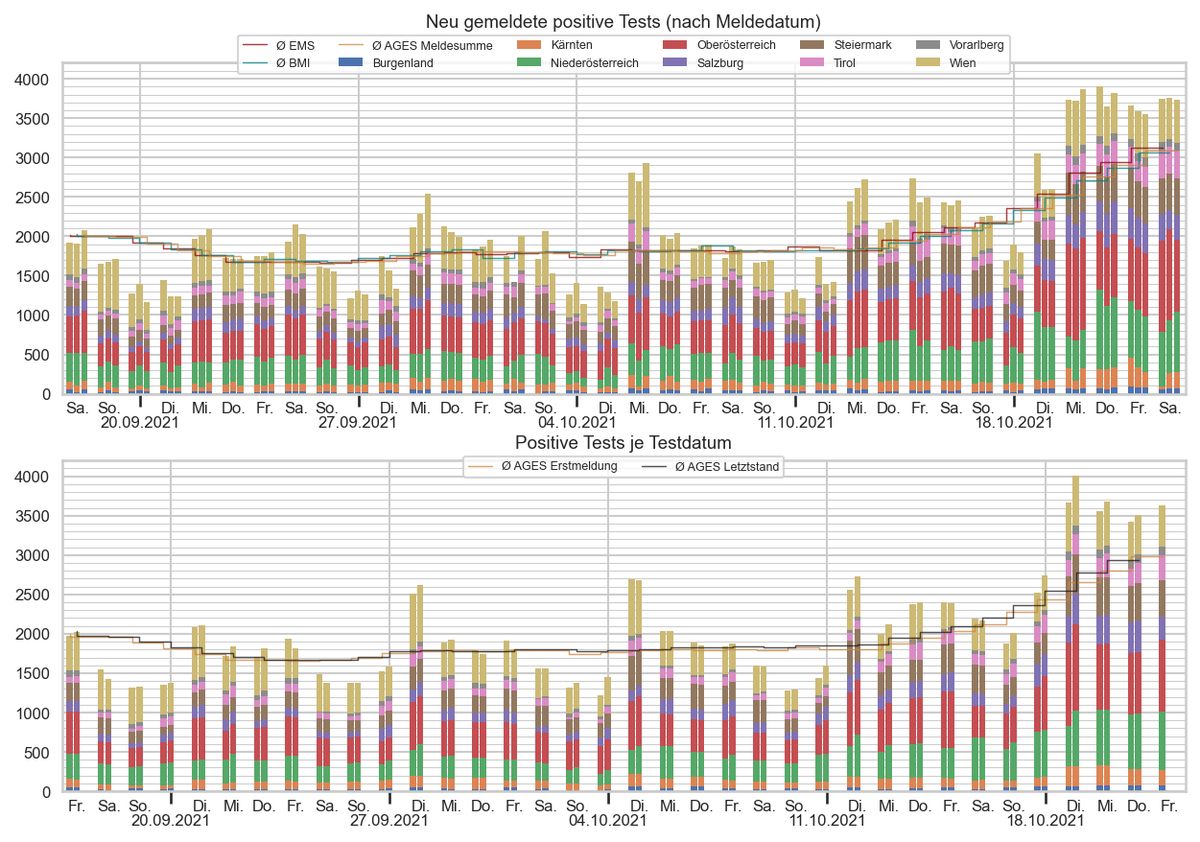 Neu gemeldete positive Tests (nach Meldedatum)
Ø EMS Ø AGES Meldesumme Kärnten Oberösterreich Steiermark Vorarlberg
Ø BMI Burgenland Niederösterreich Salzburg Tirol Wien
4000
3500
3000
2500
2000
1500
1000
500
0
Sa. So. Di. Mi. Do. Fr. Sa. So. Di. Mi. Do. Fr. Sa. So. Di. Mi. Do. Fr. Sa. So. Di. Mi. Do. Fr. Sa. So. Di. Mi. Do. Fr. Sa.
20.09.2021 27.09.2021 04.10.2021 11.10.2021 18.10.2021
Positive Tests je Testdatum
Ø AGES Erstmeldung Ø AGES Letztstand
4000
3500
3000
2500
2000
1500
1000
500
0
Fr. Sa. So. Di. Mi. Do. Fr. Sa. So. Di. Mi. Do. Fr. Sa. So. Di. Mi. Do. Fr. Sa. So. Di. Mi. Do. Fr. Sa. So. Di. Mi. Do. Fr.
20.09.2021 27.09.2021 04.10.2021 11.10.2021 18.10.2021